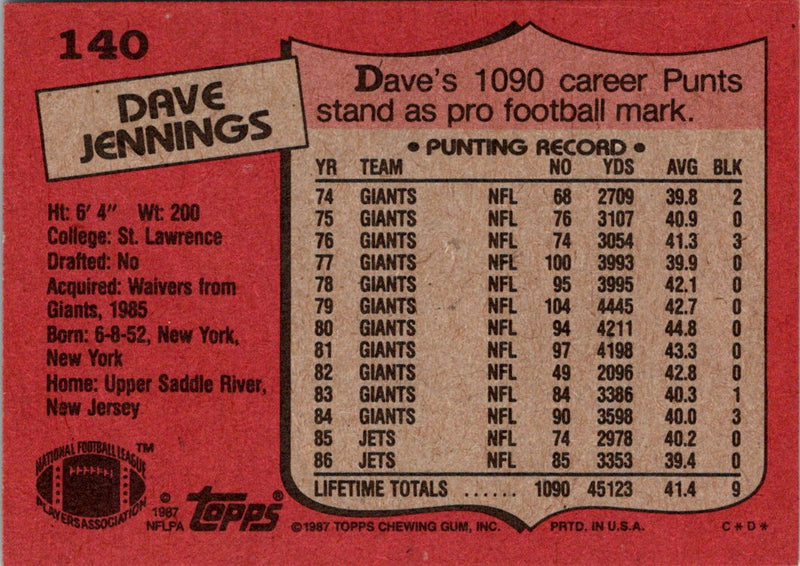 140
DAVE
JENNINGS
Ht: 6' 4" Wt: 200
College: St. Lawrence
Drafted: No
Acquired: Waivers from
Giants, 1985
Born: 6-8-52, New York,
New York
Home: Upper Saddle River,
New Jersey
NATIONAL FOOTBALL LEAGUE
PLAYERS ASSOCIATION
™
© 1987
NFLPA
topps®
Dave's 1090 career Punts
stand as pro football mark.
• PUNTING RECORD •
YR TEAM NO YDS AVG BLK
74 GIANTS NFL 68 2709 39.8 2
75 GIANTS NFL 76 3107 40.9 0
76 GIANTS NFL 74 3054 41.3 3
77 GIANTS NFL 100 3993 39.9 0
78 GIANTS NFL 95 3995 42.1 0
79 GIANTS NFL 104 4445 42.7 0
80 GIANTS NFL 94 4211 44.8 0
81 GIANTS NFL 97 4198 43.3 0
82 GIANTS NFL 49 2096 42.8 0
83 GIANTS NFL 84 3386 40.3 1
84 GIANTS NFL 90 3598 40.0 3
85 JETS NFL 74 2978 40.2 0
86 JETS NFL 85 3353 39.4 0
LIFETIME TOTALS ...... 1090 45123 41.4 9
©1987 TOPPS CHEWING GUM, INC. PRTD. IN U.S.A. C*D*